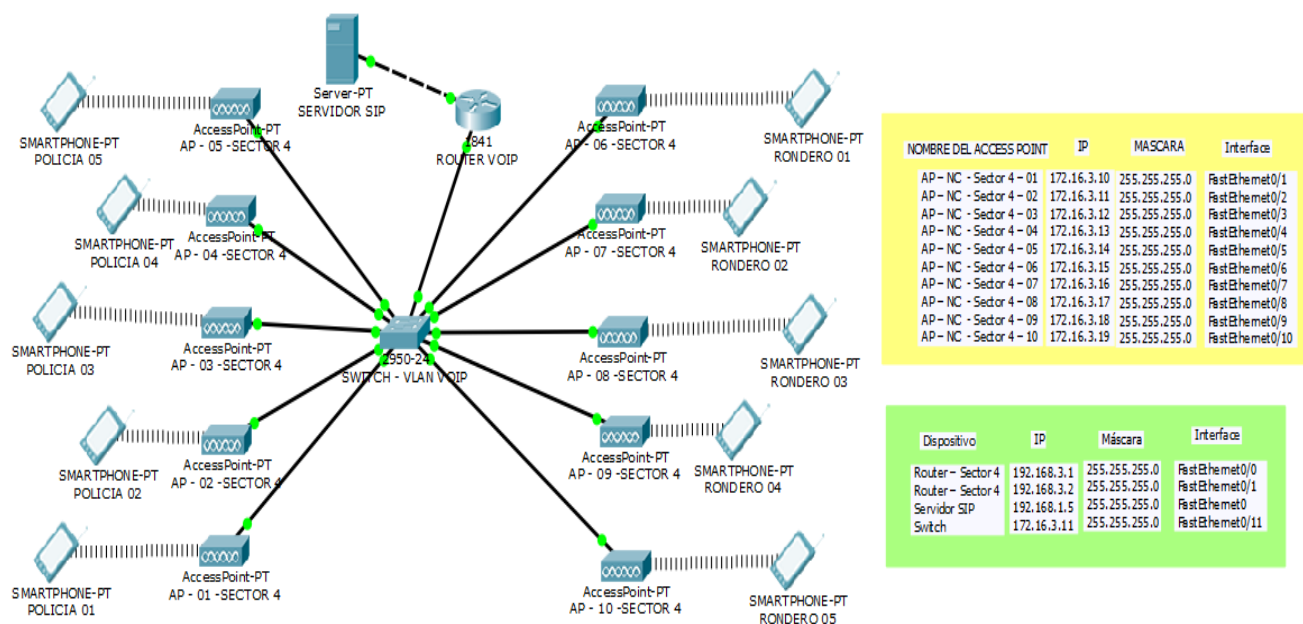 Server-PT
SERVIDOR SIP
1841
ROUTER VOIP
SMARTPHONE-PT
POLICIA 05
AccessPoint-PT
AP - 05 -SECTOR 4
AccessPoint-PT
AP - 06 -SECTOR 4
SMARTPHONE-PT
RONDERO 01
SMARTPHONE-PT
POLICIA 04
AccessPoint-PT
AP - 04 -SECTOR 4
AccessPoint-PT
AP - 07 -SECTOR 4
SMARTPHONE-PT
RONDERO 02
SMARTPHONE-PT
POLICIA 03
AccessPoint-PT
AP - 03 -SECTOR 4
2950-24
SWITCH - VLAN VOIP
AccessPoint-PT
AP - 08 -SECTOR 4
SMARTPHONE-PT
RONDERO 03
SMARTPHONE-PT
POLICIA 02
AccessPoint-PT
AP - 02 -SECTOR 4
AccessPoint-PT
AP - 09 -SECTOR 4
SMARTPHONE-PT
RONDERO 04
SMARTPHONE-PT
POLICIA 01
AccessPoint-PT
AP - 01 -SECTOR 4
AccessPoint-PT
AP - 10 -SECTOR 4
SMARTPHONE-PT
RONDERO 05
NOMBRE DEL ACCESS POINT IP MASCARA Interface
AP – NC - Sector 4 – 01 172.16.3.10 255.255.255.0 FastEthernet0/1
AP – NC - Sector 4 – 02 172.16.3.11 255.255.255.0 FastEthernet0/2
AP – NC - Sector 4 – 03 172.16.3.12 255.255.255.0 FastEthernet0/3
AP – NC - Sector 4 – 04 172.16.3.13 255.255.255.0 FastEthernet0/4
AP – NC - Sector 4 – 05 172.16.3.14 255.255.255.0 FastEthernet0/5
AP – NC - Sector 4 – 06 172.16.3.15 255.255.255.0 FastEthernet0/6
AP – NC - Sector 4 – 07 172.16.3.16 255.255.255.0 FastEthernet0/7
AP – NC - Sector 4 – 08 172.16.3.17 255.255.255.0 FastEthernet0/8
AP – NC - Sector 4 – 09 172.16.3.18 255.255.255.0 FastEthernet0/9
AP – NC - Sector 4 – 10 172.16.3.19 255.255.255.0 FastEthernet0/10
Dispositivo IP Máscara Interface
Router – Sector 4 192.168.3.1 255.255.255.0 FastEthernet0/0
Router – Sector 4 192.168.3.2 255.255.255.0 FastEthernet0/1
Servidor SIP 192.168.1.5 255.255.255.0 FastEthernet0
Switch 172.16.3.11 255.255.255.0 FastEthernet0/11